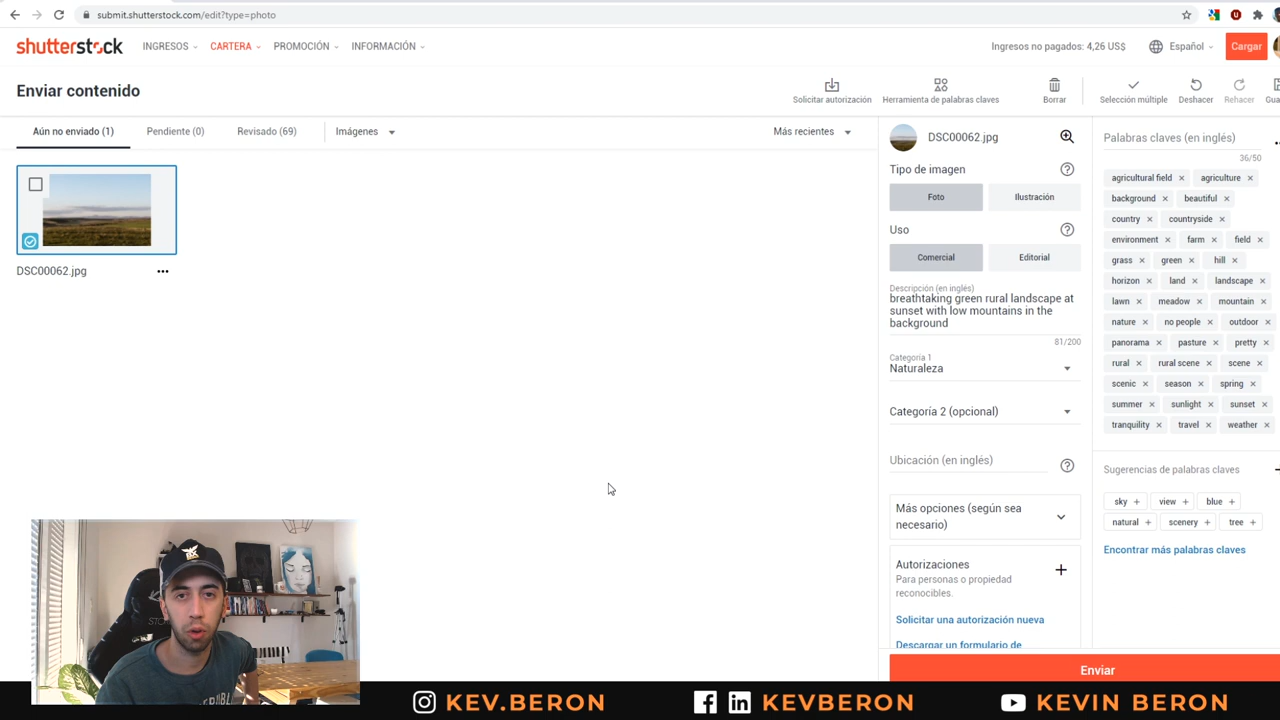 submit.shutterstock.com/edit?type=photo
shutterstock
INGRESOS
CARTERA
PROMOCIÓN
INFORMACIÓN
Ingresos no pagados: 4,26 US$
Español
Cargar
Enviar contenido
Solicitar autorización
Herramienta de palabras claves
Borrar
Selección múltiple
Deshacer
Rehacer
Gua
Aún no enviado (1)
Pendiente (0)
Revisado (69)
Imágenes
Más recientes
DSC00062.jpg
DSC00062.jpg
Tipo de imagen
Foto
Ilustración
Uso
Comercial
Editorial
Descripción (en inglés)
breathtaking green rural landscape at
sunset with low mountains in the
background
81/200
Categoría 1
Naturaleza
Categoría 2 (opcional)
Ubicación (en inglés)
Más opciones (según sea
necesario)
Autorizaciones
Para personas o propiedad
reconocibles.
Solicitar una autorización nueva
Descargar un formulario de
Palabras claves (en inglés)
36/50
agricultural field × agriculture ×
background × beautiful ×
country × countryside ×
environment × farm × field ×
grass × green × hill ×
horizon × land × landscape ×
lawn × meadow × mountain ×
nature × no people × outdoor ×
panorama × pasture × pretty ×
rural × rural scene × scene ×
scenic × season × spring ×
summer × sunlight × sunset ×
tranquility × travel × weather ×
Sugerencias de palabras claves
sky + view + blue +
natural + scenery + tree +
Encontrar más palabras claves
Enviar
KEV.BERON
KEVBERON
KEVIN BERON